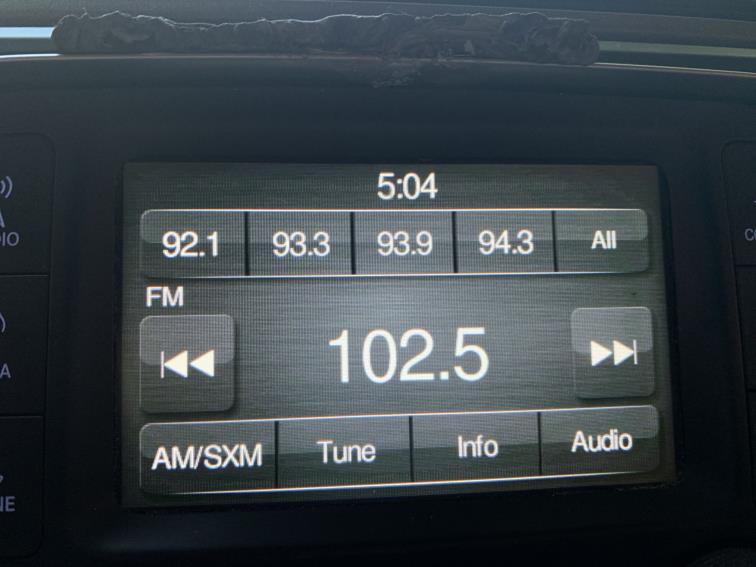 5:04
92.1 93.3 93.9 94.3 All
FM
102.5
AM/SXM Tune Info Audio